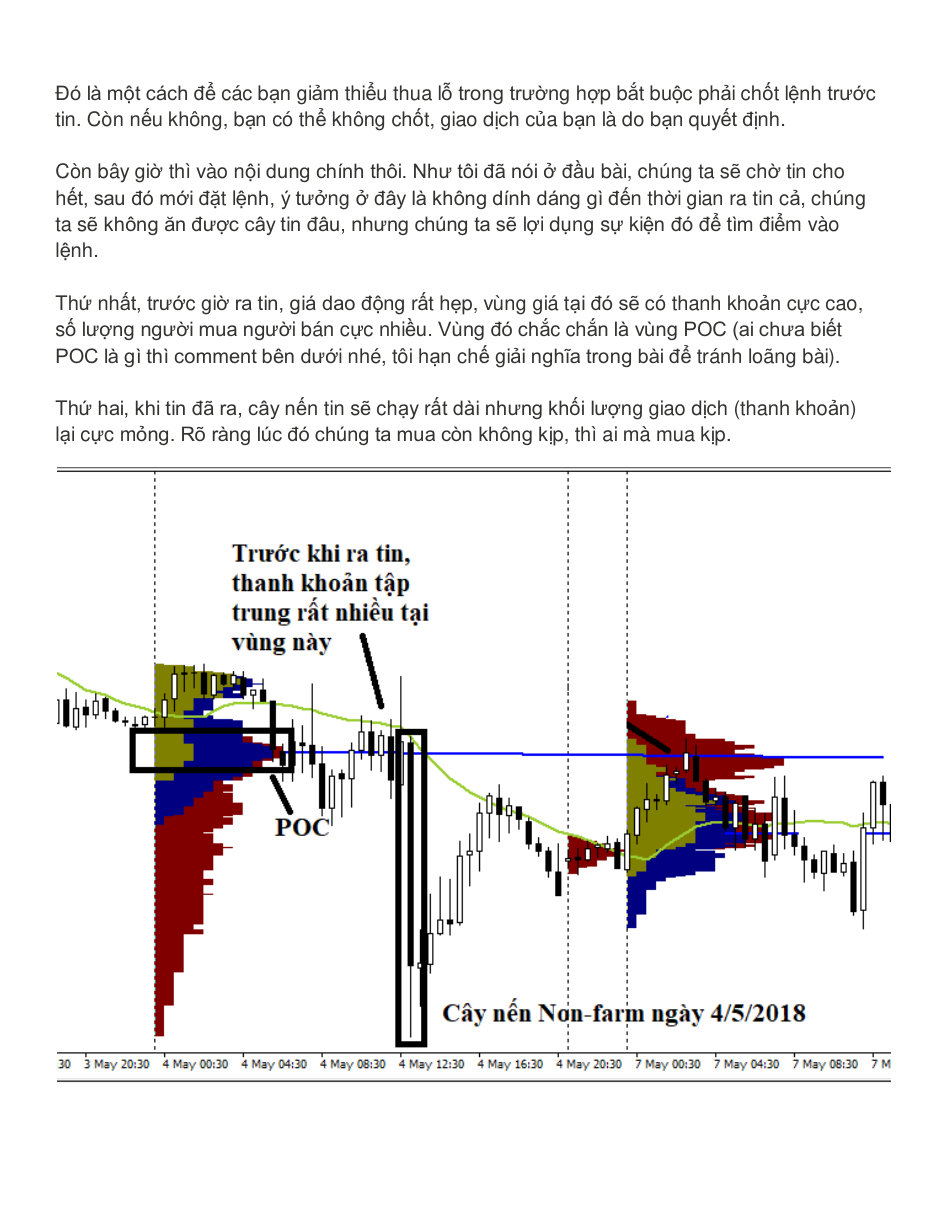 Đó là một cách để các bạn giảm thiểu thua lỗ trong trường hợp bắt buộc phải chốt lệnh trước
tin. Còn nếu không, bạn có thể không chốt, giao dịch của bạn là do bạn quyết định.
Còn bây giờ thì vào nội dung chính thôi. Như tôi đã nói ở đầu bài, chúng ta sẽ chờ tin cho
hết, sau đó mới đặt lệnh, ý tưởng ở đây là không dính dáng gì đến thời gian ra tin cả, chúng
ta sẽ không ăn được cây tin đâu, nhưng chúng ta sẽ lợi dụng sự kiện đó để tìm điểm vào
lệnh.
Thứ nhất, trước giờ ra tin, giá dao động rất hẹp, vùng giá tại đó sẽ có thanh khoản cực cao,
số lượng người mua người bán cực nhiều. Vùng đó chắc chắn là vùng POC (ai chưa biết
POC là gì thì comment bên dưới nhé, tôi hạn chế giải nghĩa trong bài để tránh loãng bài).
Thứ hai, khi tin đã ra, cây nến tin sẽ chạy rất dài nhưng khối lượng giao dịch (thanh khoản)
lại cực mỏng. Rõ ràng lúc đó chúng ta mua còn không kịp, thì ai mà mua kịp.
Trước khi ra tin,
thanh khoản tập
trung rất nhiều tại
vùng này
POC
Cây nến Non-farm ngày 4/5/2018
30 3 May 20:30 4 May 00:30 4 May 04:30 4 May 08:30 4 May 12:30 4 May 16:30 4 May 20:30 7 May 00:30 7 May 04:30 7 May 08:30 7 M